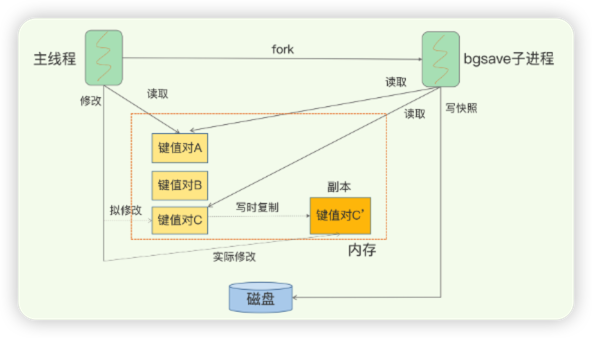 主线程
fork
bgsave子进程
修改
读取
读取
读取
写快照
键值对A
键值对B
副本
拟修改
键值对C
写时复制
键值对C'
实际修改
内存
磁盘